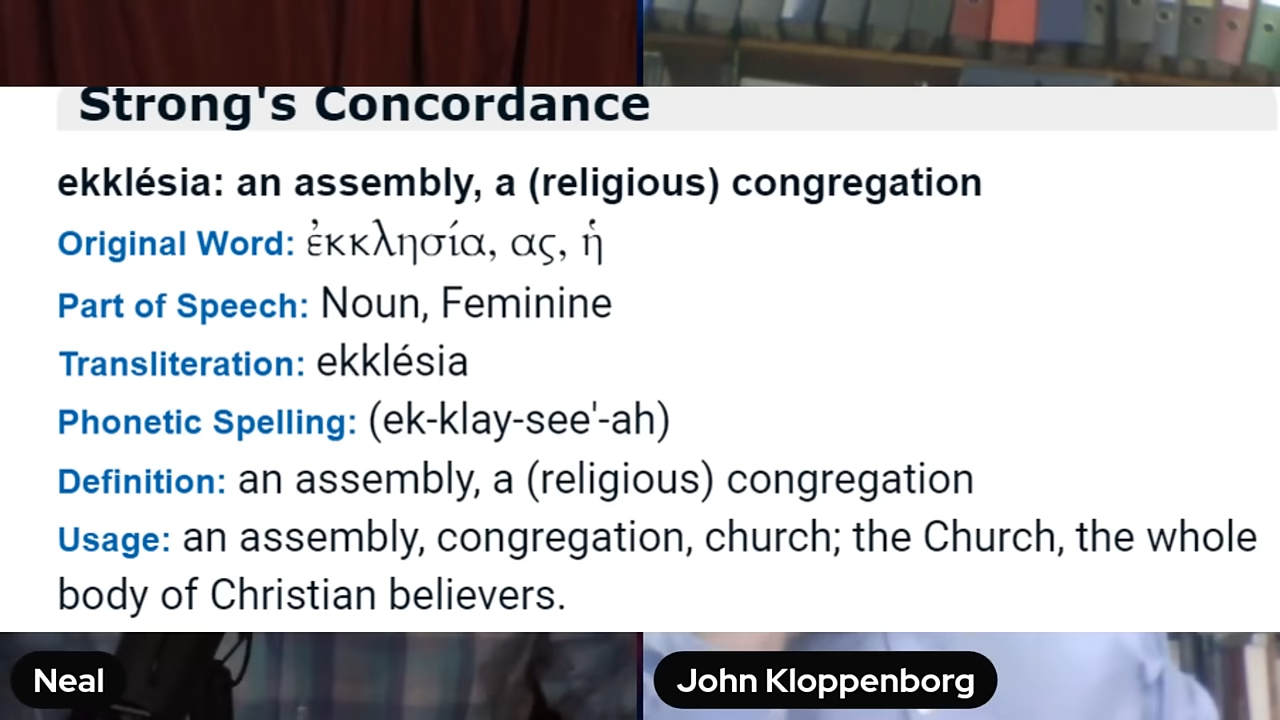 Strong's Concordance
ekklésia: an assembly, a (religious) congregation
Original Word: ἐκκλησία, ας, ἡ
Part of Speech: Noun, Feminine
Transliteration: ekklésia
Phonetic Spelling: (ek-klay-see'-ah)
Definition: an assembly, a (religious) congregation
Usage: an assembly, congregation, church; the Church, the whole
body of Christian believers.
Neal
John Kloppenborg